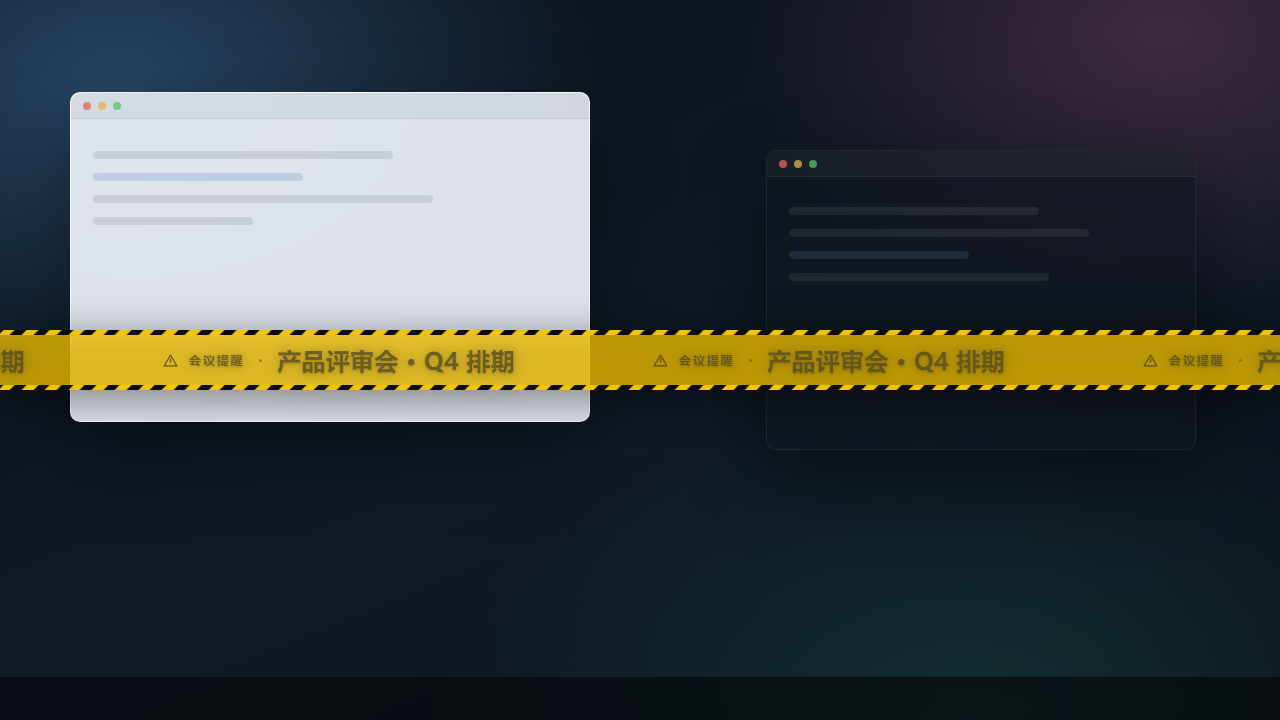 期 会议提醒 · 产品评审会 • Q4 排期 会议提醒 · 产品评审会 • Q4 排期 会议提醒 · 产